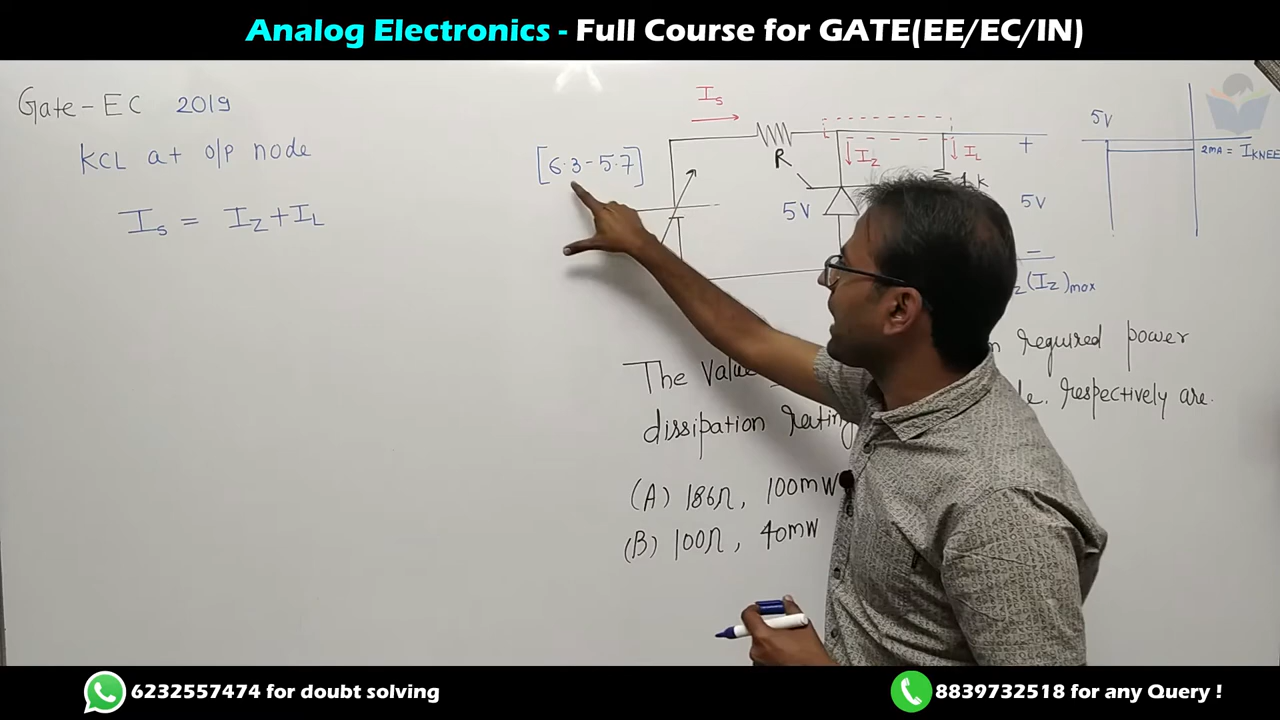 Analog Electronics - Full Course for GATE(EE/EC/IN)
Gate-EC 2019
KCL at O/P node
Is = Iz+IL
[6.3-5.7]
Is
R
Iz
IL
1k
5V
+
5V
-
5V
2mA = IKNEE
(Iz)max
The Value
required power
dissipation rating
respectively are.
(A) 186Ω, 100mW
(B) 100Ω, 40mW
6232557474 for doubt solving
8839732518 for any Query !